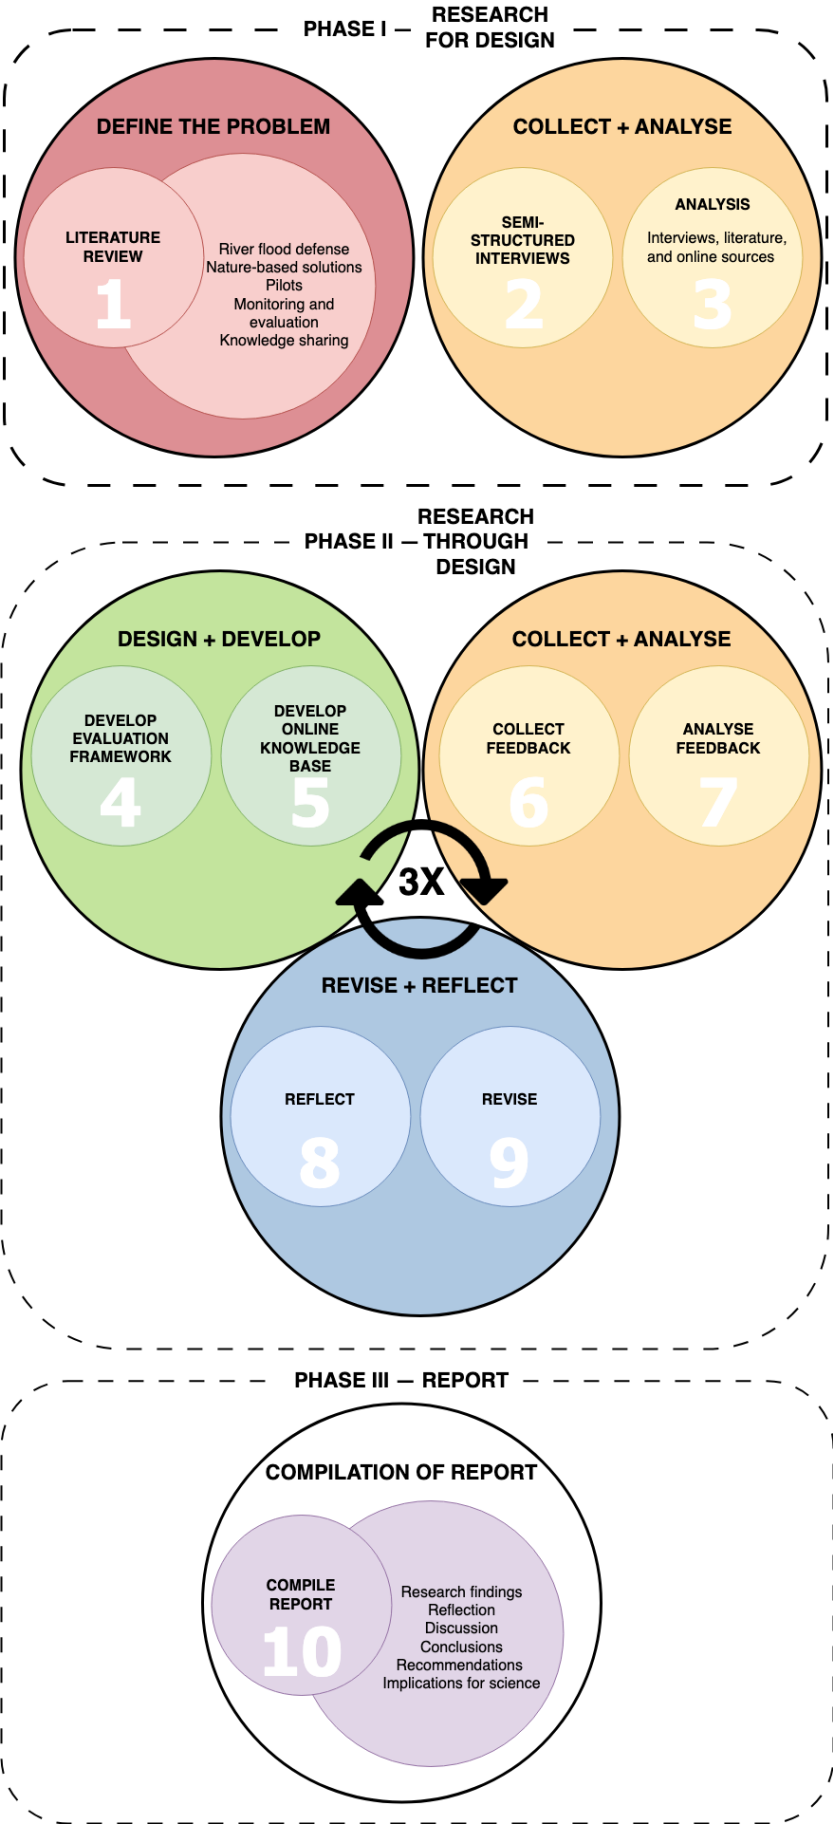 PHASE I — RESEARCH
FOR DESIGN
DEFINE THE PROBLEM
LITERATURE
REVIEW
1
River flood defense
Nature-based solutions
Pilots
Monitoring and
evaluation
Knowledge sharing
COLLECT + ANALYSE
SEMI-
STRUCTURED
INTERVIEWS
2
ANALYSIS
Interviews, literature,
and online sources
3
RESEARCH
PHASE II — THROUGH
DESIGN
DESIGN + DEVELOP
DEVELOP
EVALUATION
FRAMEWORK
4
DEVELOP
ONLINE
KNOWLEDGE
BASE
5
COLLECT + ANALYSE
COLLECT
FEEDBACK
6
ANALYSE
FEEDBACK
7
3X
REVISE + REFLECT
REFLECT
8
REVISE
9
PHASE III — REPORT
COMPILATION OF REPORT
COMPILE
REPORT
10
Research findings
Reflection
Discussion
Conclusions
Recommendations
Implications for science